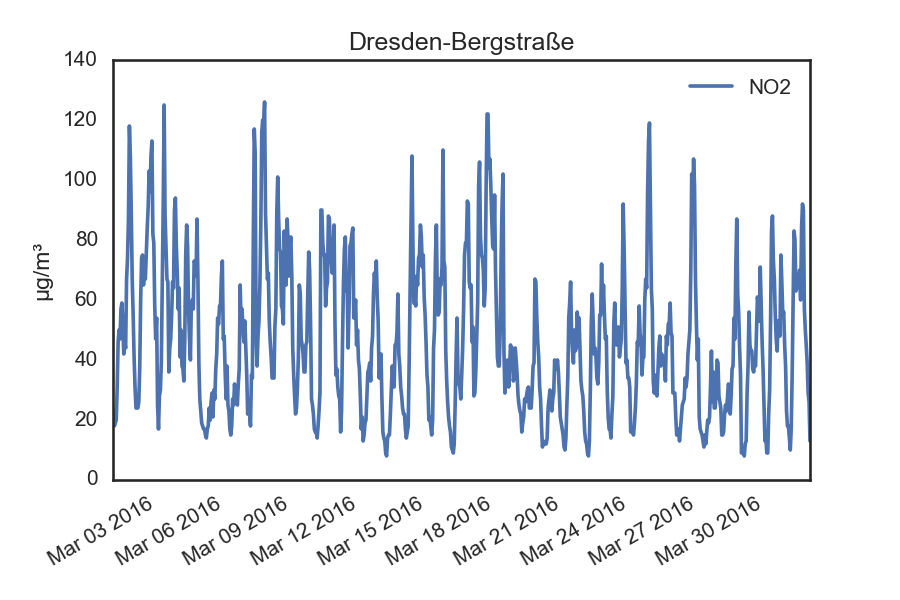 Dresden-Bergstraße
NO2
µg/m³
140
120
100
80
60
40
20
0
Mar 03 2016
Mar 06 2016
Mar 09 2016
Mar 12 2016
Mar 15 2016
Mar 18 2016
Mar 21 2016
Mar 24 2016
Mar 27 2016
Mar 30 2016